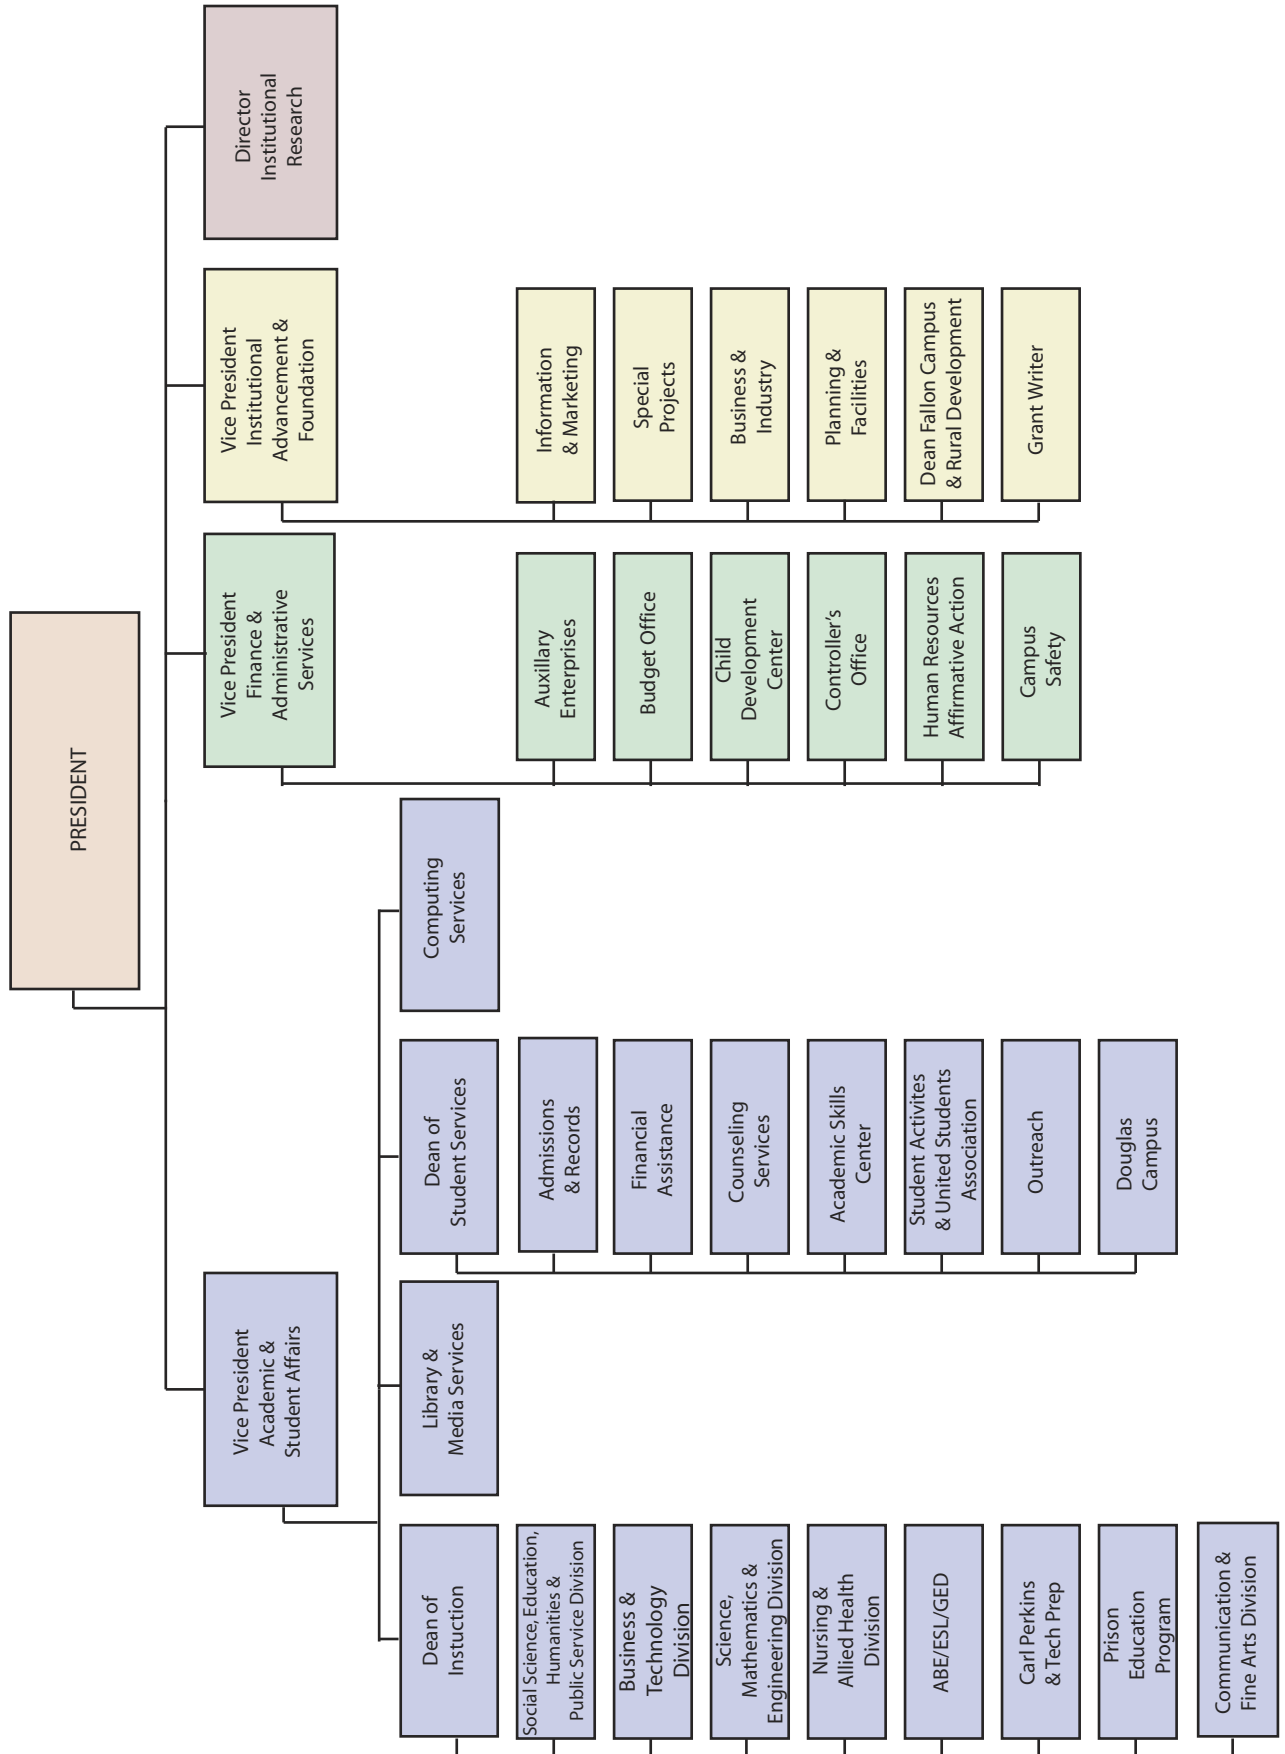 PRESIDENT
Vice President
Academic &
Student Affairs
Vice President
Finance &
Administrative
Services
Vice President
Institutional
Advancement &
Foundation
Director
Institutional
Research
Dean of
Instuction
Library &
Media Services
Dean of
Student Services
Computing
Services
Social Science, Education,
Humanities &
Public Service Division
Business &
Technology
Division
Science,
Mathematics &
Engineering Division
Nursing &
Allied Health
Division
ABE/ESL/GED
Carl Perkins
& Tech Prep
Prison
Education
Program
Communication &
Fine Arts Division
Admissions
& Records
Financial
Assistance
Counseling
Services
Academic Skills
Center
Student Activites
& United Students
Association
Outreach
Douglas
Campus
Auxillary
Enterprises
Budget Office
Child
Development
Center
Controller's
Office
Human Resources
Affirmative Action
Campus
Safety
Information
& Marketing
Special
Projects
Business &
Industry
Planning &
Facilities
Dean Fallon Campus
& Rural Development
Grant Writer